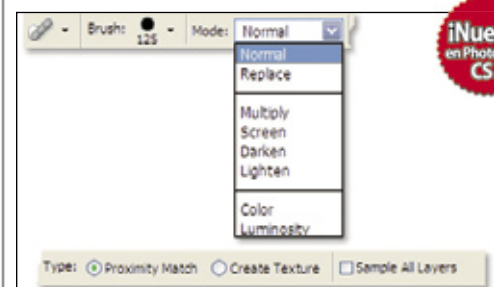 Brush: 125 Mode: Normal
¡Nue
en Photo
CS
Normal
Replace
Multiply
Screen
Darken
Lighten
Color
Luminosity
Type: Proximity Match Create Texture Sample All Layers